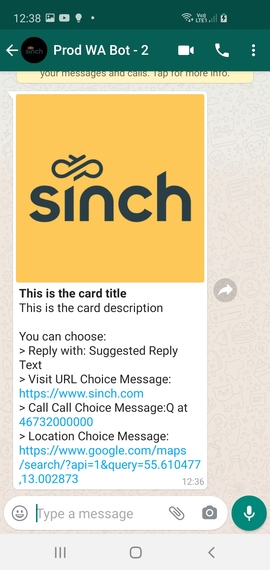 12:38
Prod WA Bot - 2
your messages and calls. Tap for more info.
sinch
This is the card title
This is the card description
You can choose:
> Reply with: Suggested Reply
Text
> Visit URL Choice Message:
https://www.sinch.com
> Call Call Choice Message:Q at
46732000000
> Location Choice Message:
https://www.google.com/maps
/search/?api=1&query=55.610477
,13.002873
12:36
Type a message